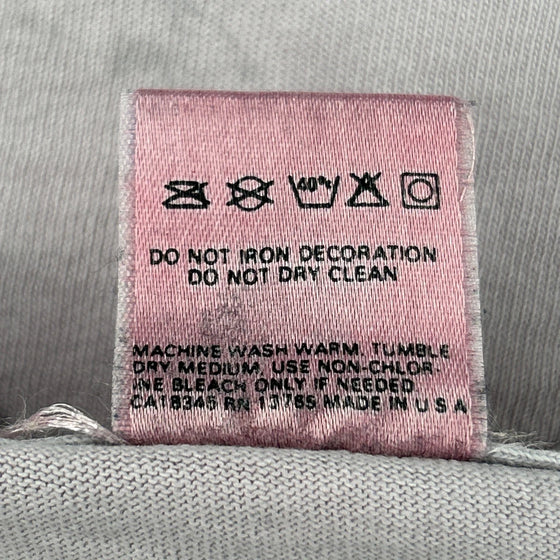 40°c
DO NOT IRON DECORATION
DO NOT DRY CLEAN
MACHINE WASH WARM, TUMBLE
DRY MEDIUM, USE NON-CHLOR-
INE BLEACH ONLY IF NEEDED
CA18345 RN 13765 MADE IN U S A